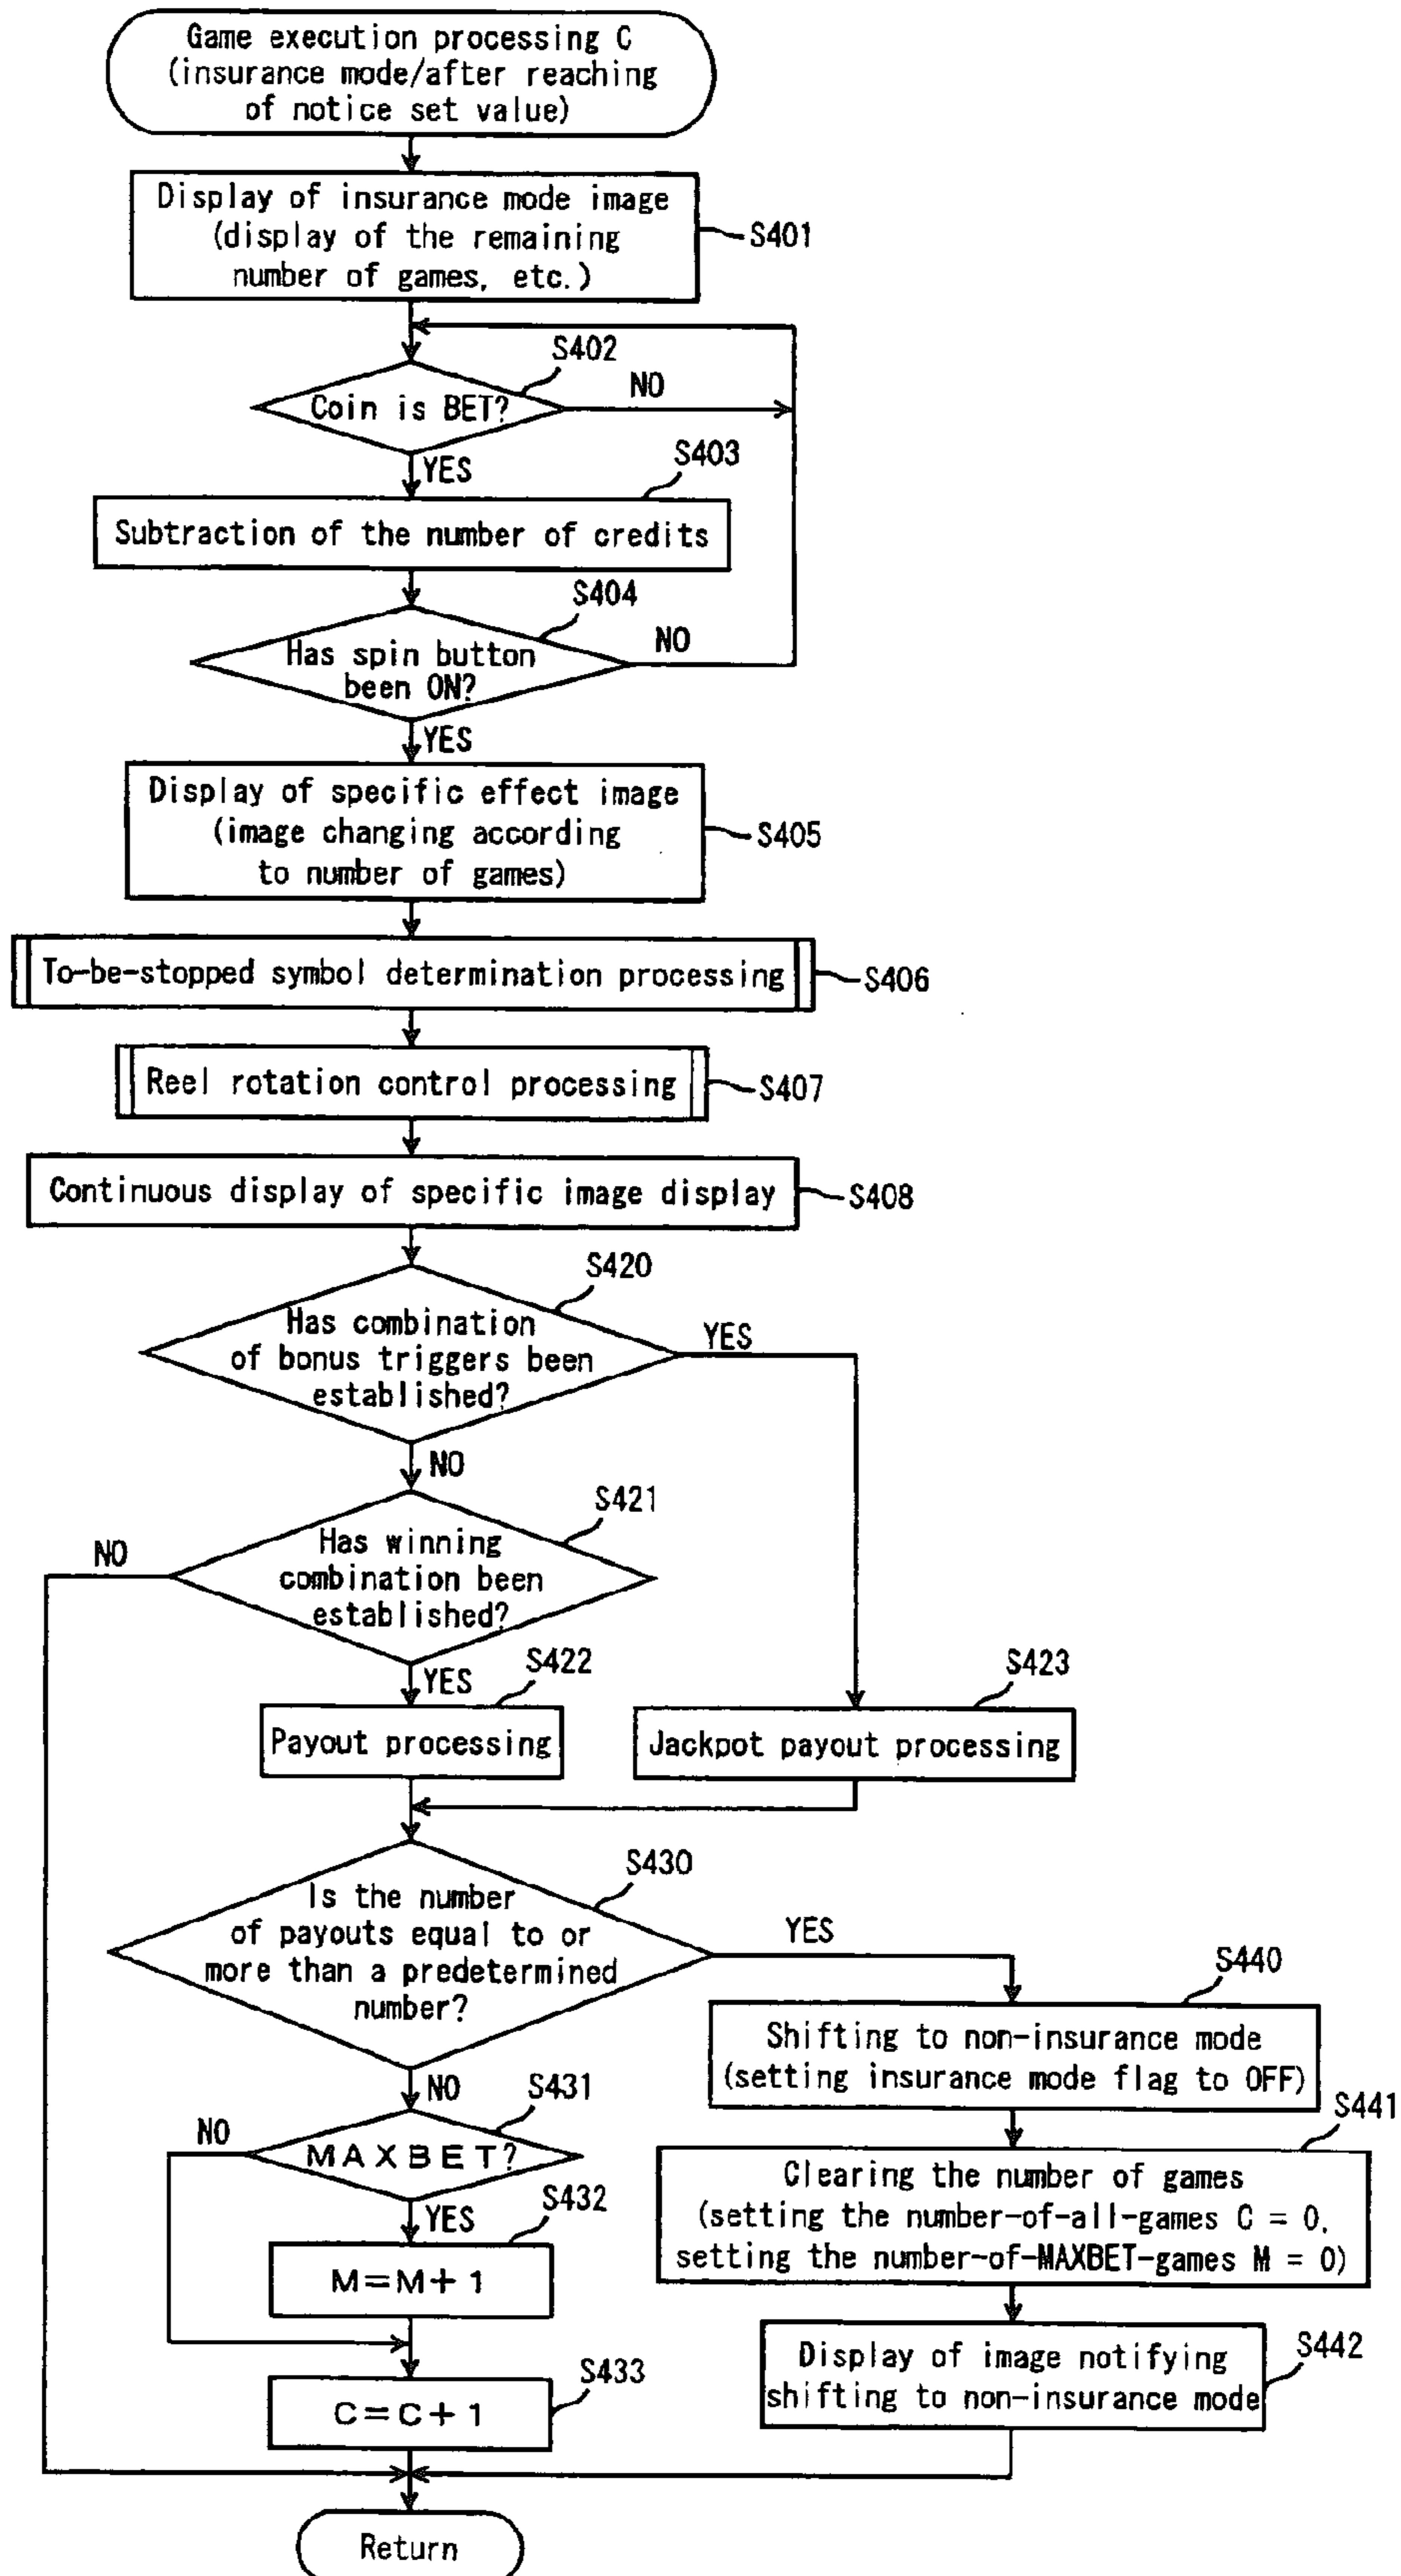 Game execution processing C
(insurance mode/after reaching
of notice set value)
Display of insurance mode image
(display of the remaining
number of games, etc.)
S401
S402
Coin is BET?
NO
YES
S403
Subtraction of the number of credits
S404
Has spin button
been ON?
NO
YES
Display of specific effect image
(image changing according
to number of games)
S405
To-be-stopped symbol determination processing
S406
Reel rotation control processing
S407
Continuous display of specific image display
S408
S420
Has combination
of bonus triggers been
established?
YES
NO
S421
Has winning
combination been
established?
NO
YES
S422
Payout processing
S423
Jackpot payout processing
S430
Is the number
of payouts equal to or
more than a predetermined
number?
YES
NO
S440
Shifting to non-insurance mode
(setting insurance mode flag to OFF)
S431
MAXBET?
NO
YES
S441
Clearing the number of games
(setting the number-of-all-games C = 0,
setting the number-of-MAXBET-games M = 0)
S432
M=M+1
S442
Display of image notifying
shifting to non-insurance mode
S433
C=C+1
Return